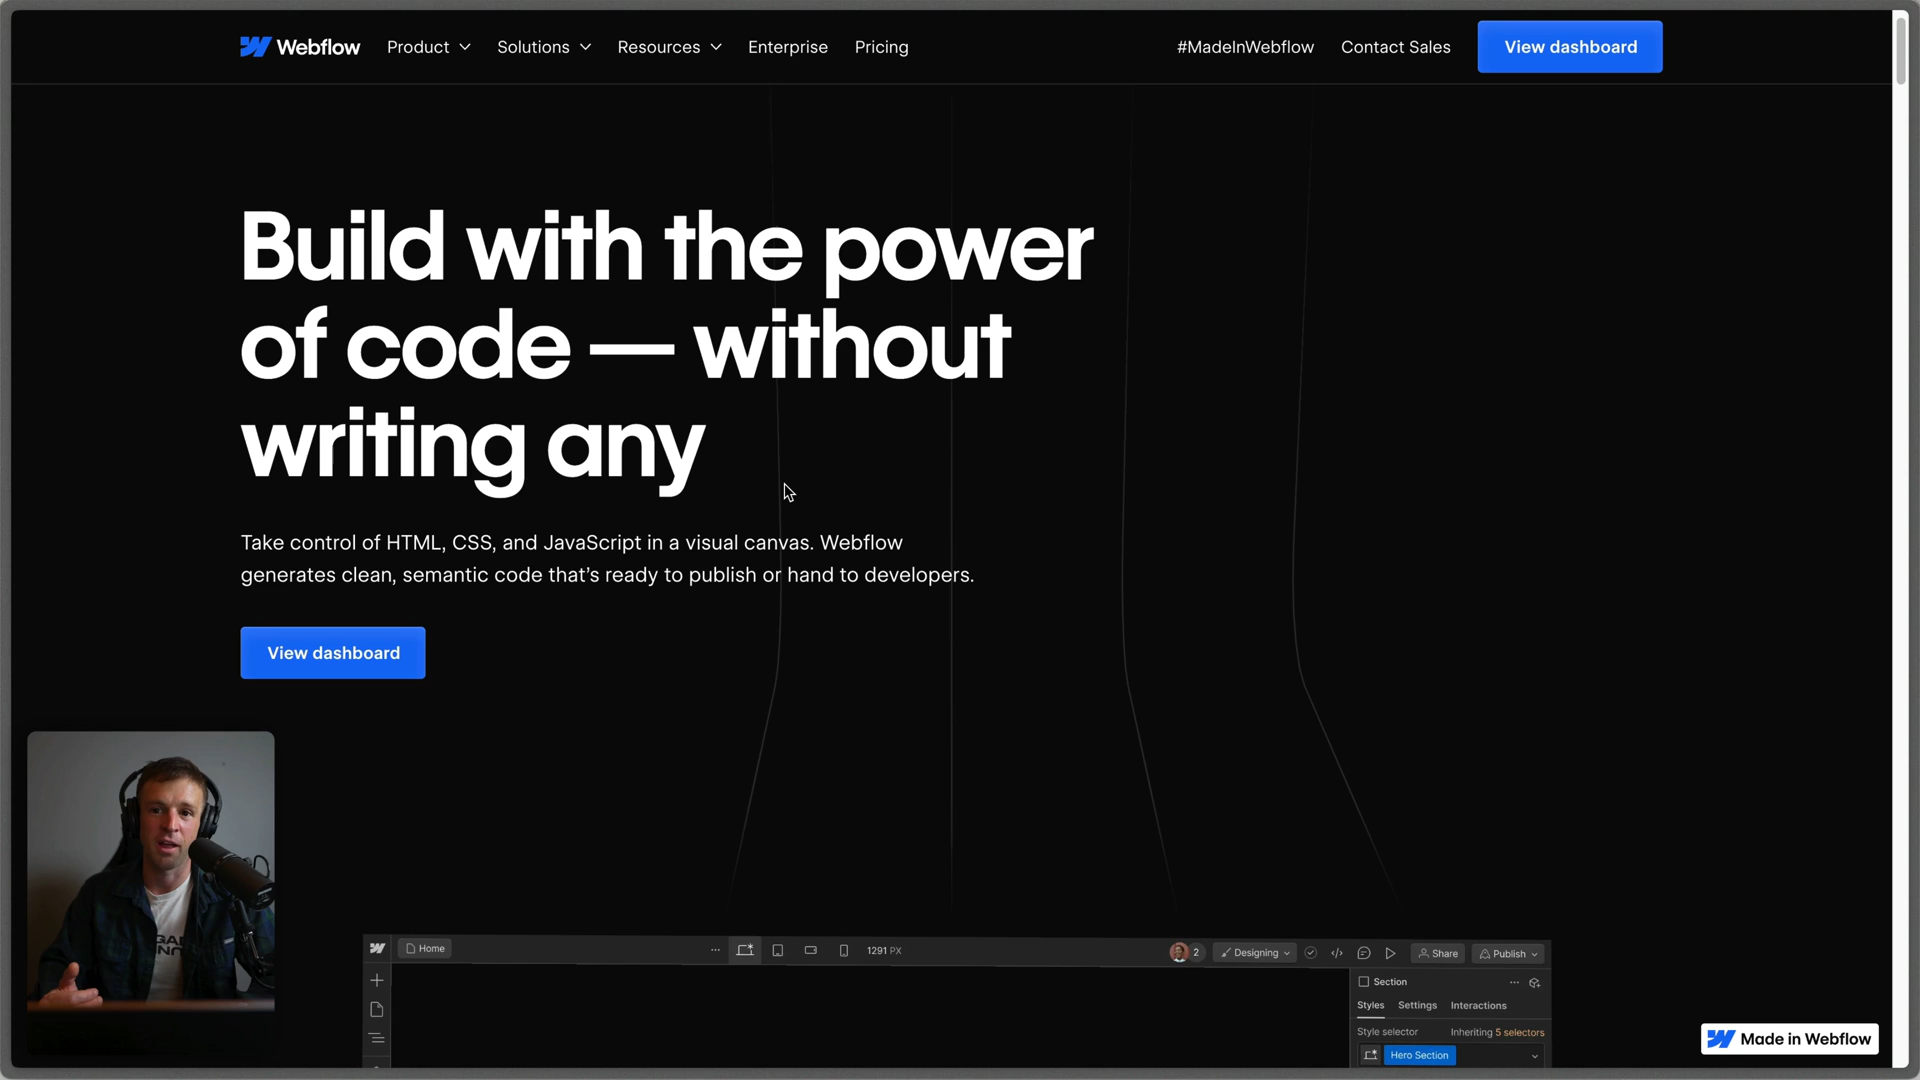 Webflow Product Solutions Resources Enterprise Pricing #MadeInWebflow Contact Sales View dashboard
Build with the power
of code — without
writing any
Take control of HTML, CSS, and JavaScript in a visual canvas. Webflow
generates clean, semantic code that’s ready to publish or hand to developers.
View dashboard
Home ··· 1291 PX 2 Designing Share Publish
Section ···
Styles Settings Interactions
Style selector Inheriting 5 selectors
Hero Section
Made in Webflow